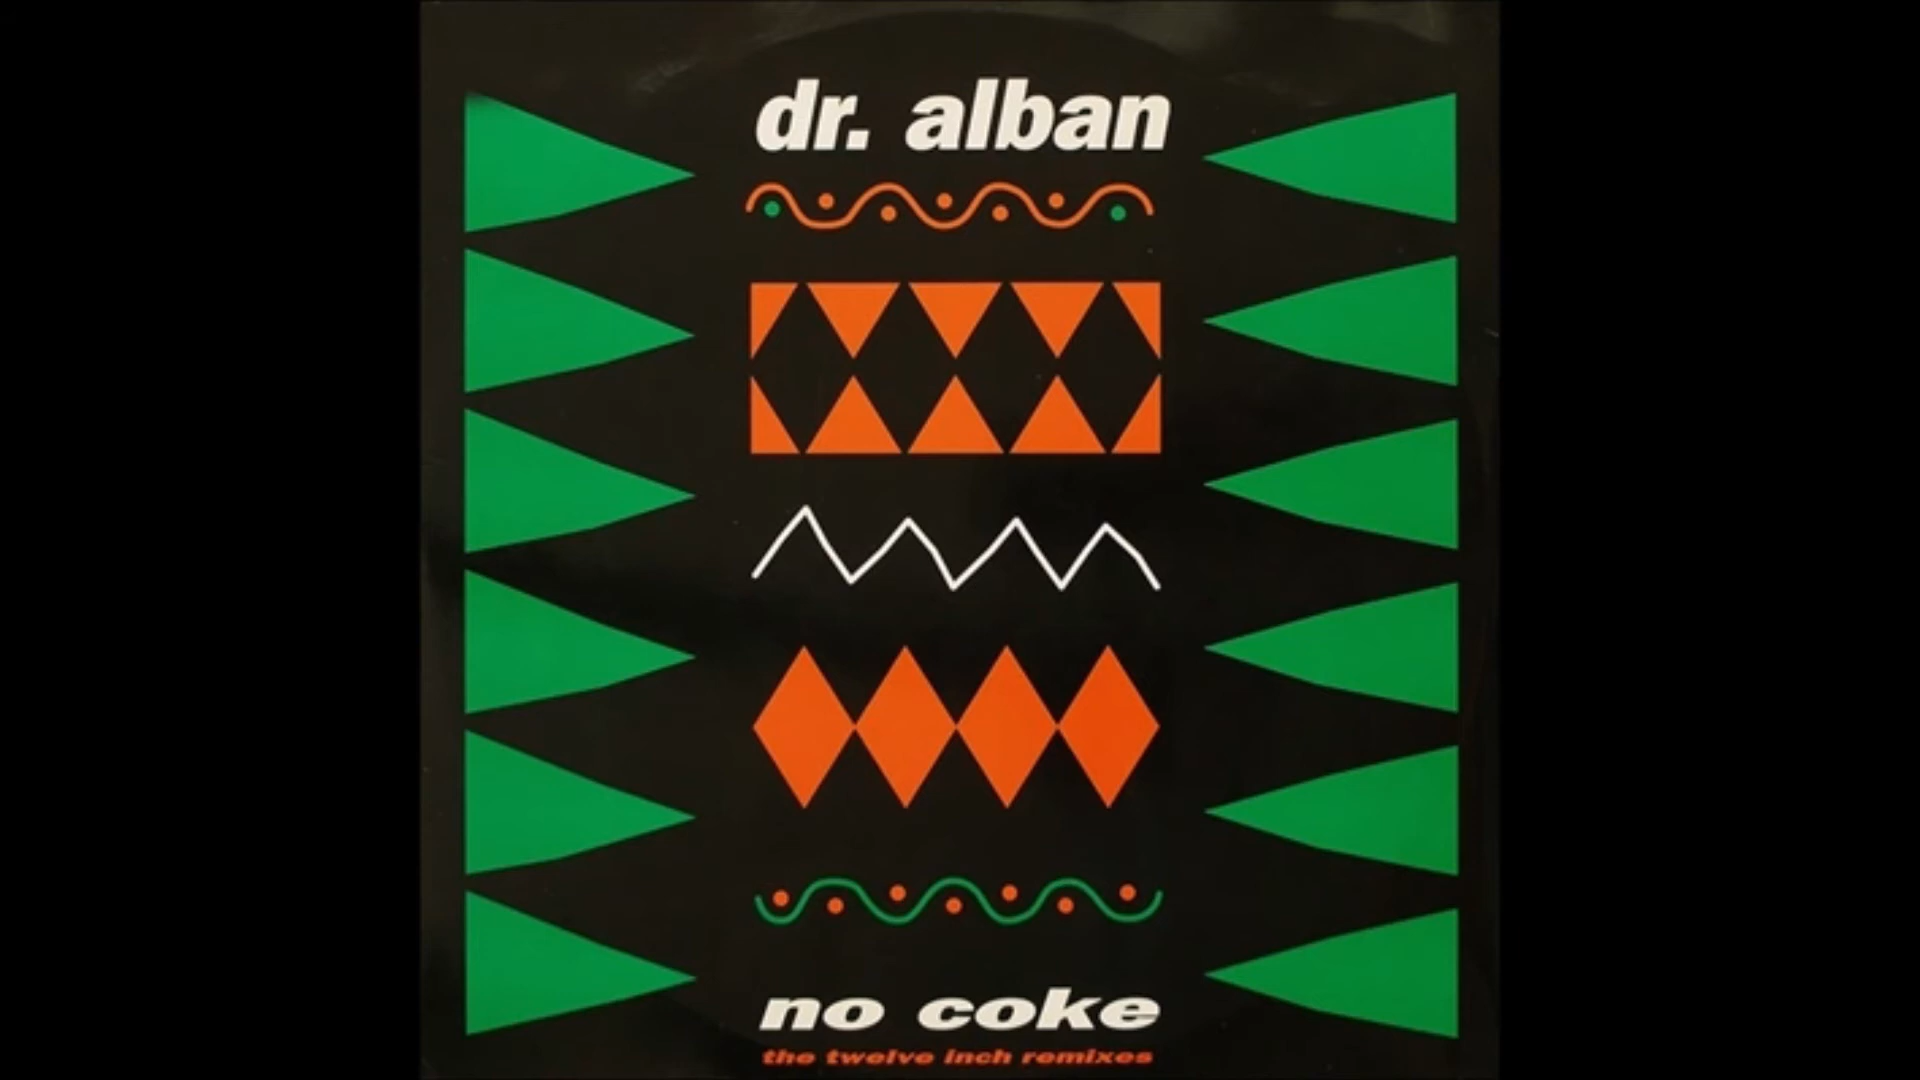 dr. alban
no coke
the twelve inch remixes